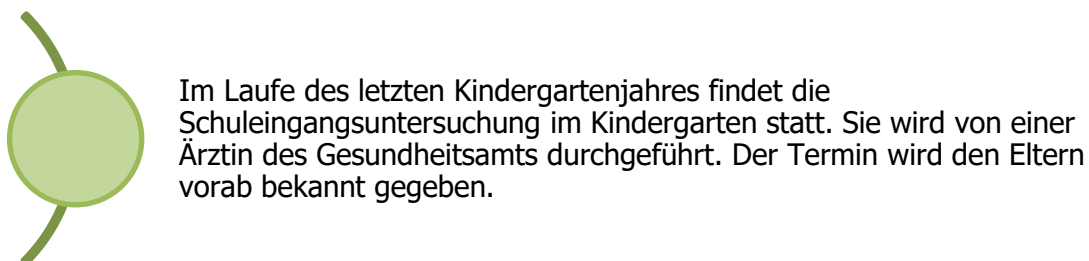 Im Laufe des letzten Kindergartenjahres findet die
Schuleingangsuntersuchung im Kindergarten statt. Sie wird von einer
Ärztin des Gesundheitsamts durchgeführt. Der Termin wird den Eltern
vorab bekannt gegeben.